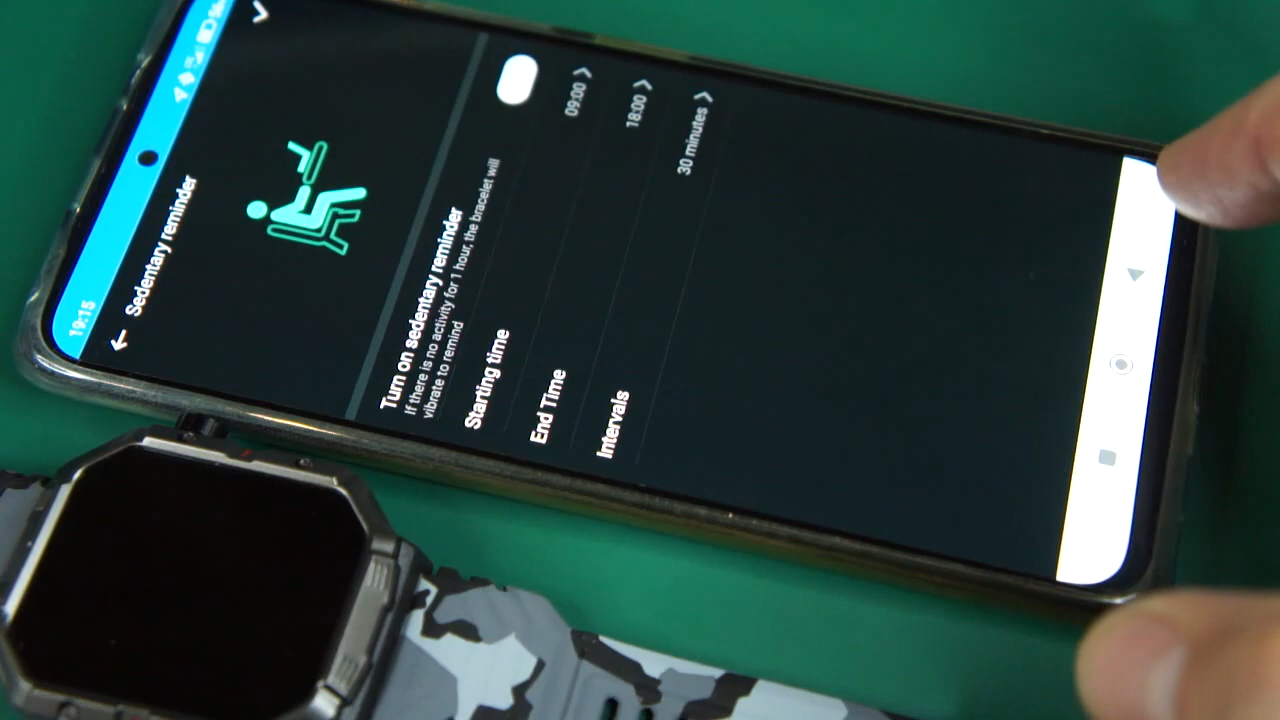 19:15
Sedentary reminder
Turn on sedentary reminder
If there is no activity for 1 hour, the bracelet will
vibrate to remind
Starting time 09:00
End Time 18:00
Intervals 30 minutes